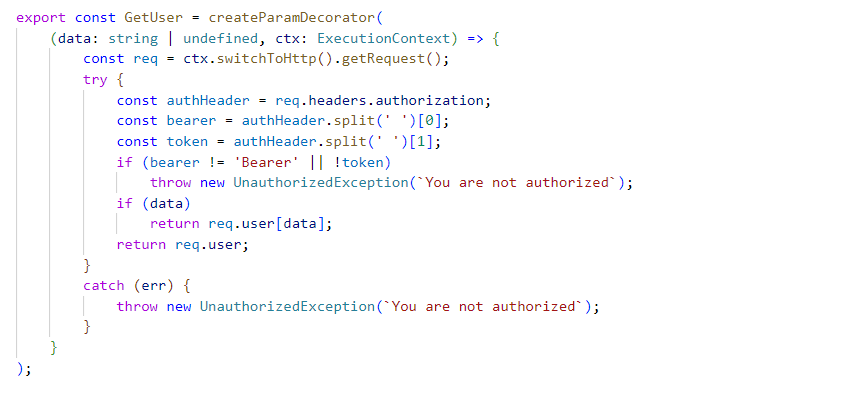 export const GetUser = createParamDecorator(
    (data: string | undefined, ctx: ExecutionContext) => {
        const req = ctx.switchToHttp().getRequest();
        try {
            const authHeader = req.headers.authorization;
            const bearer = authHeader.split(' ')[0];
            const token = authHeader.split(' ')[1];
            if (bearer != 'Bearer' || !token)
                throw new UnauthorizedException(`You are not authorized`);
            if (data)
                return req.user[data];
            return req.user;
        }
        catch (err) {
            throw new UnauthorizedException(`You are not authorized`);
        }
    }
);